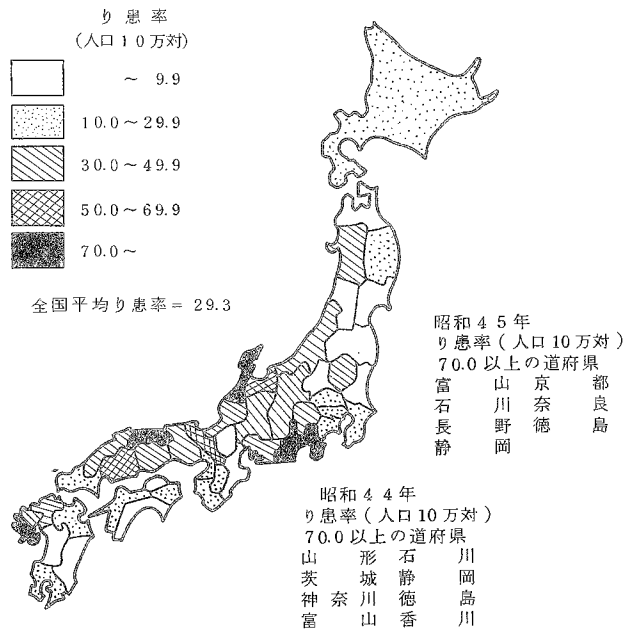 り患率
(人口10万対)
～ 9.9
10.0～29.9
30.0～49.9
50.0～69.9
70.0～
全国平均り患率＝ 29.3
昭和45年
り患率(人口10万対)
70.0以上の道府県
富山 京都
石川 奈良
長野 徳島
静岡
昭和44年
り患率(人口10万対)
70.0以上の道府県
山形 石川
茨城 静岡
神奈川 徳島
富山 香川